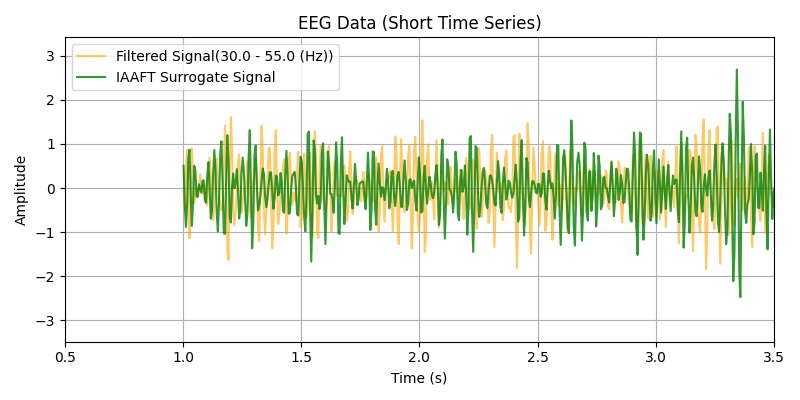 EEG Data (Short Time Series)
Filtered Signal(30.0 - 55.0 (Hz))
IAAFT Surrogate Signal
Amplitude
3
2
1
0
−1
−2
−3
0.5 1.0 1.5 2.0 2.5 3.0 3.5
Time (s)